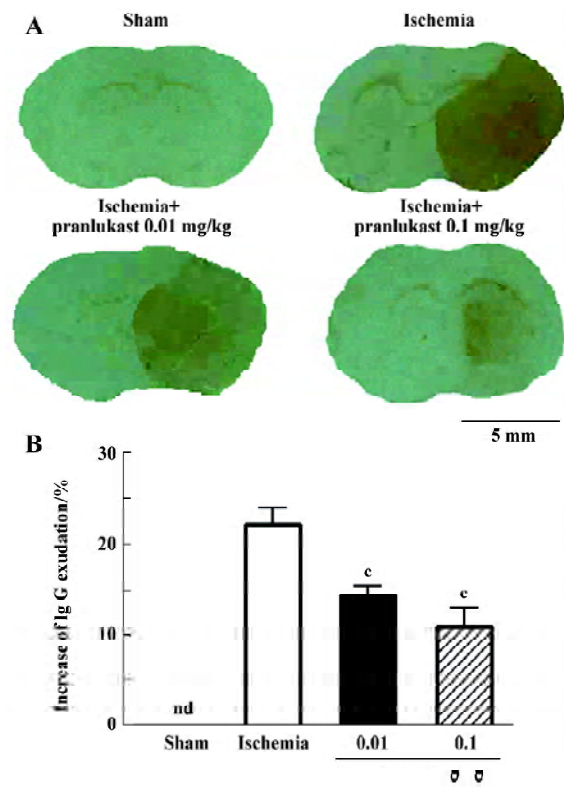 A
Sham Ischemia
Ischemia+ Ischemia+
pranlukast 0.01 mg/kg pranlukast 0.1 mg/kg
5 mm
B
Increase of Ig G exudation/%
30
20
10
0
nd
c
c
Sham Ischemia 0.01 0.1